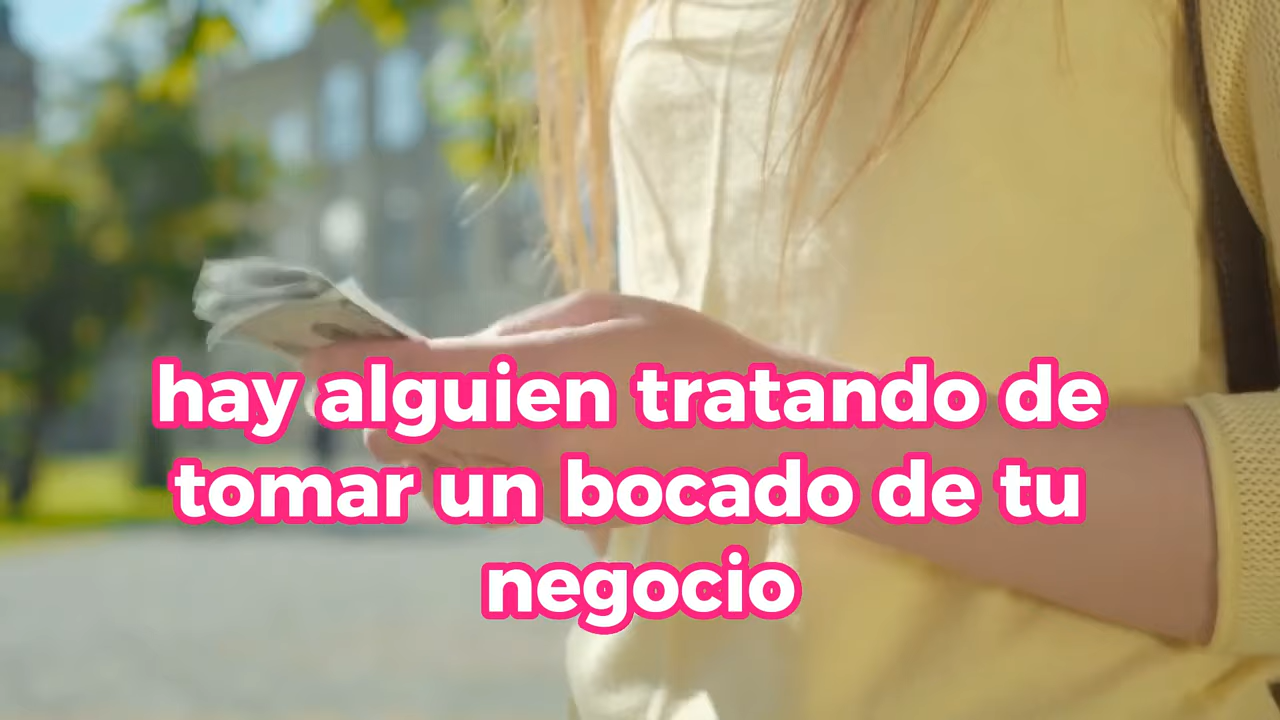 hay alguien tratando de
tomar un bocado de tu
negocio